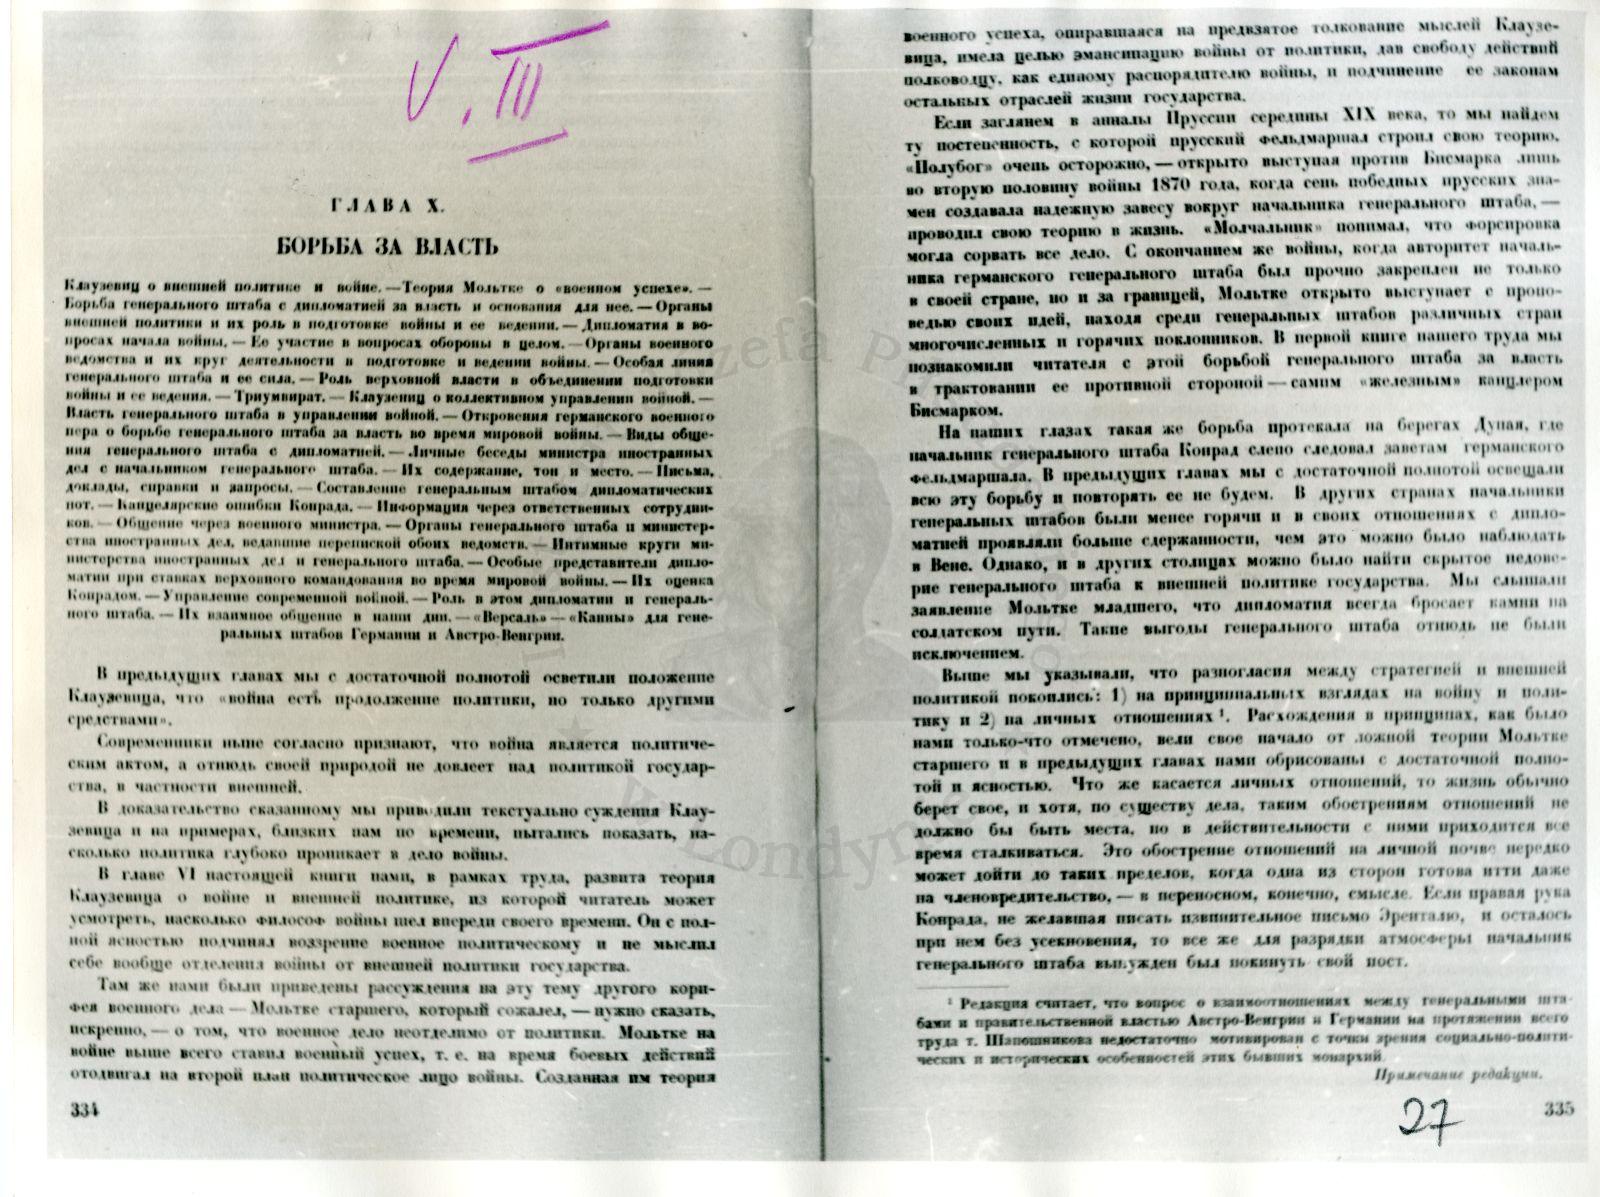 V. III
ГЛАВА X.
БОРЬБА ЗА ВЛАСТЬ
Клаузевиц о внешней политике и войне. — Теория Мольтке о «военном успехе». —
Борьба генерального штаба с дипломатией за власть и основания для нее. — Органы
внешней политики и их роль в подготовке войны и ее ведении. — Дипломатия в во-
просах начала войны. — Ее участие в вопросах обороны в целом. — Органы военного
ведомства и их круг деятельности в подготовке и ведении войны. — Особая линия
генерального штаба и ее сила. — Роль верховной власти в объединении подготовки
войны и ее ведения. — Триумвират. — Клаузевиц о коллективном управлении войной. —
Власть генерального штаба в управлении войной. — Откровения германского военного
пера о борьбе генерального штаба за власть во время мировой войны. — Виды обще-
ния генерального штаба с дипломатией. — Личные беседы министра иностранных
дел с начальником генерального штаба. — Их содержание, тон и место. — Письма,
доклады, справки и запросы. — Составление генеральным штабом дипломатических
нот. — Канцелярские ошибки Конрада. — Информация через ответственных сотрудни-
ков. — Общение через военного министра. — Органы генерального штаба и министер-
ства иностранных дел, ведавшие перепиской обоих ведомств. — Интимные круги ми-
нистерства иностранных дел и генерального штаба. — Особые представители дипло-
матии при ставках верховного командования во время мировой войны. — Их оценка
Конрадом. — Управление современной войной. — Роль в этом дипломатии и генераль-
ного штаба. — Их взаимное общение в наши дни. — «Версаль» — «Канны» для гене-
ральных штабов Германии и Австро-Венгрии.
В предыдущих главах мы с достаточной полнотой осветили положение
Клаузевица, что «война есть продолжение политики, но только другими
средствами».
Современники ныне согласно признают, что война является политиче-
ским актом, а отнюдь своей природой не довлеет над политикой государ-
ства, в частности внешней.
В доказательство сказанному мы приводили текстуально суждения Клау-
зевица и на примерах, близких нам по времени, пытались показать, на-
сколько политика глубоко проникает в дело войны.
В главе VI настоящей книги нами, в рамках труда, развита теория
Клаузевица о войне и внешней политике, из которой читатель может
усмотреть, насколько философ войны шел впереди своего времени. Он с пол-
ной ясностью подчинял воззрение военное политическому и не мыслил
себе вообще отделения войны от внешней политики государства.
Там же нами были приведены рассуждения на эту тему другого кори-
фея военного дела — Мольтке старшего, который сожалел, — нужно сказать,
искренно, — о том, что военное дело неотделимо от политики. Мольтке на
войне выше всего ставил военный успех, т. е. на время боевых действий
отодвигал на второй план политическое лицо войны. Созданная им теория
334
военного успеха, опиравшаяся на предвзятое толкование мыслей Клаузе-
вица, имела целью эмансипацию войны от политики, дав свободу действий
полководцу, как единому распорядителю войны, и подчинение ее законам
остальных отраслей жизни государства.
Если заглянем в анналы Пруссии середины XIX века, то мы найдем
ту постепенность, с которой прусский фельдмаршал строил свою теорию.
«Полубог» очень осторожно, — открыто выступая против Бисмарка лишь
во вторую половину войны 1870 года, когда сень победных прусских зна-
мен создавала надежную завесу вокруг начальника генерального штаба, —
проводил свою теорию в жизнь. «Молчальник» понимал, что форсировка
могла сорвать все дело. С окончанием же войны, когда авторитет началь-
ника германского генерального штаба был прочно закреплен не только
в своей стране, но и за границей, Мольтке открыто выступает с пропо-
ведью своих идей, находя среди генеральных штабов различных стран
многочисленных и горячих поклонников. В первой книге нашего труда мы
познакомили читателя с этой борьбой генерального штаба за власть
в трактовании ее противной стороной — самим «железным» канцлером
Бисмарком.
На наших глазах такая же борьба протекала на берегах Дуная, где
начальник генерального штаба Конрад слепо следовал заветам германского
фельдмаршала. В предыдущих главах мы с достаточной полнотой освещали
всю эту борьбу и повторять ее не будем. В других странах начальники
генеральных штабов были менее горячи и в своих отношениях с дипло-
матией проявляли больше сдержанности, чем это можно было наблюдать
в Вене. Однако, и в других столицах можно было найти скрытое недове-
рие генерального штаба к внешней политике государства. Мы слышали
заявление Мольтке младшего, что дипломатия всегда бросает камни на
солдатском пути. Такие выгоды генерального штаба отнюдь не были
исключением.
Выше мы указывали, что разногласия между стратегией и внешней
политикой покоились: 1) на принципиальных взглядах на войну и поли-
тику и 2) на личных отношениях¹. Расхождения в принципах, как было
нами только-что отмечено, вели свое начало от ложной теории Мольтке
старшего и в предыдущих главах нами обрисованы с достаточной полно-
той и ясностью. Что же касается личных отношений, то жизнь обычно
берет свое, и хотя, по существу дела, таким обострениям отношений не
должно бы быть места, но в действительности с ними приходится все
время сталкиваться. Это обострение отношений на личной почве нередко
может дойти до таких пределов, когда одна из сторон готова итти даже
на членовредительство, — в переносном, конечно, смысле. Если правая рука
Конрада, не желавшая писать извинительное письмо Эренталю, и осталось
при нем без усекновения, то все же для разрядки атмосферы начальник
генерального штаба вынужден был покинуть свой пост.
¹ Редакция считает, что вопрос о взаимоотношениях между генеральными шта-
бами и правительственной властью Австро-Венгрии и Германии на протяжении всего
труда т. Шапошникова недостаточно мотивирован с точки зрения социально-полити-
ческих и исторических особенностей этих бывших монархий.
Примечание редакции.
27
335